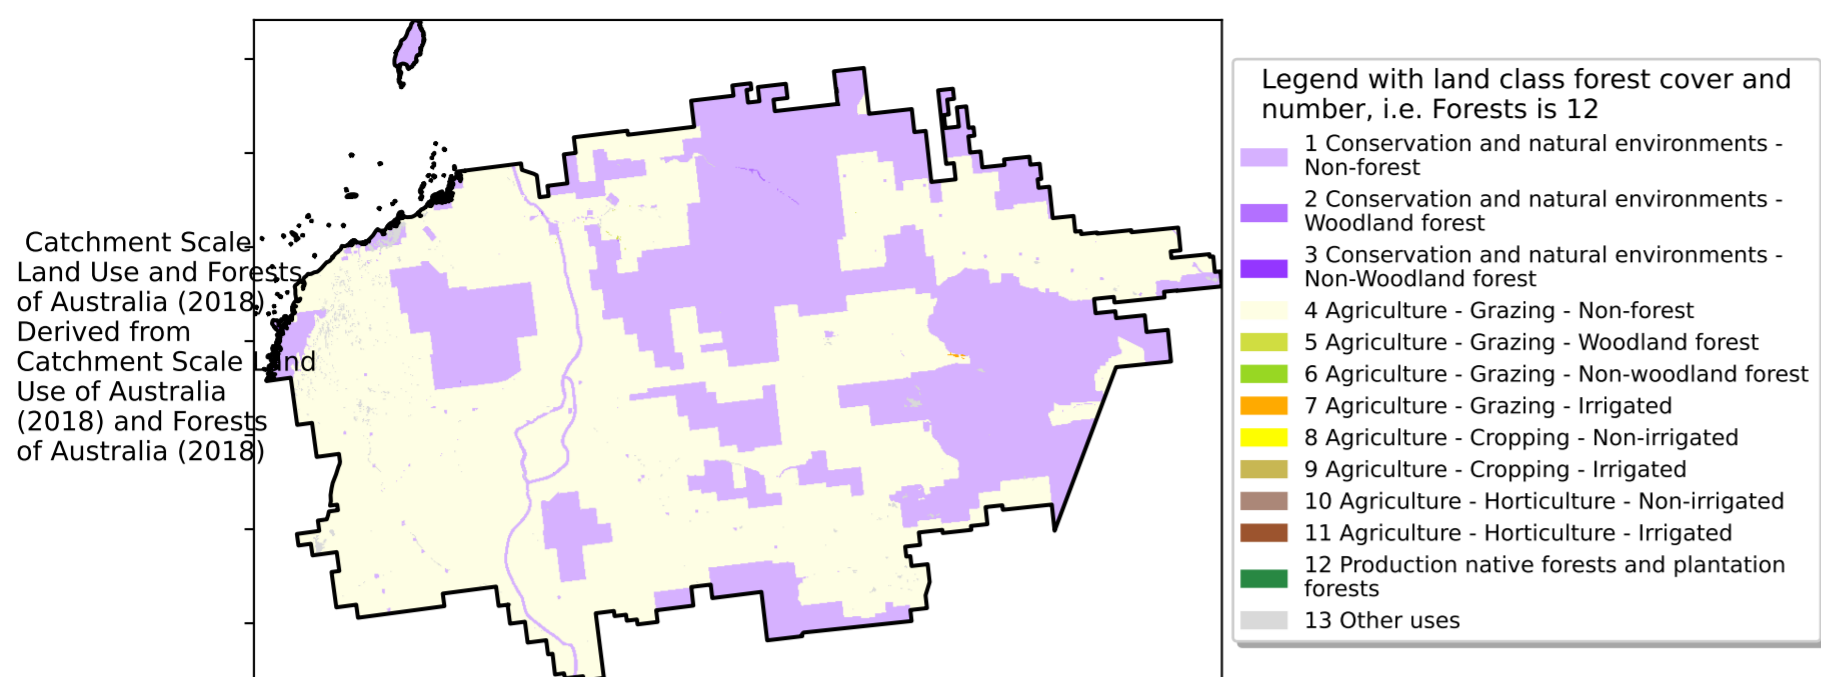 Catchment Scale
Land Use and Forests
of Australia (2018)
Derived from
Catchment Scale Land
Use of Australia
(2018) and Forests
of Australia (2018)
Legend with land class forest cover and
number, i.e. Forests is 12
1 Conservation and natural environments -
Non-forest
2 Conservation and natural environments -
Woodland forest
3 Conservation and natural environments -
Non-Woodland forest
4 Agriculture - Grazing - Non-forest
5 Agriculture - Grazing - Woodland forest
6 Agriculture - Grazing - Non-woodland forest
7 Agriculture - Grazing - Irrigated
8 Agriculture - Cropping - Non-irrigated
9 Agriculture - Cropping - Irrigated
10 Agriculture - Horticulture - Non-irrigated
11 Agriculture - Horticulture - Irrigated
12 Production native forests and plantation
forests
13 Other uses